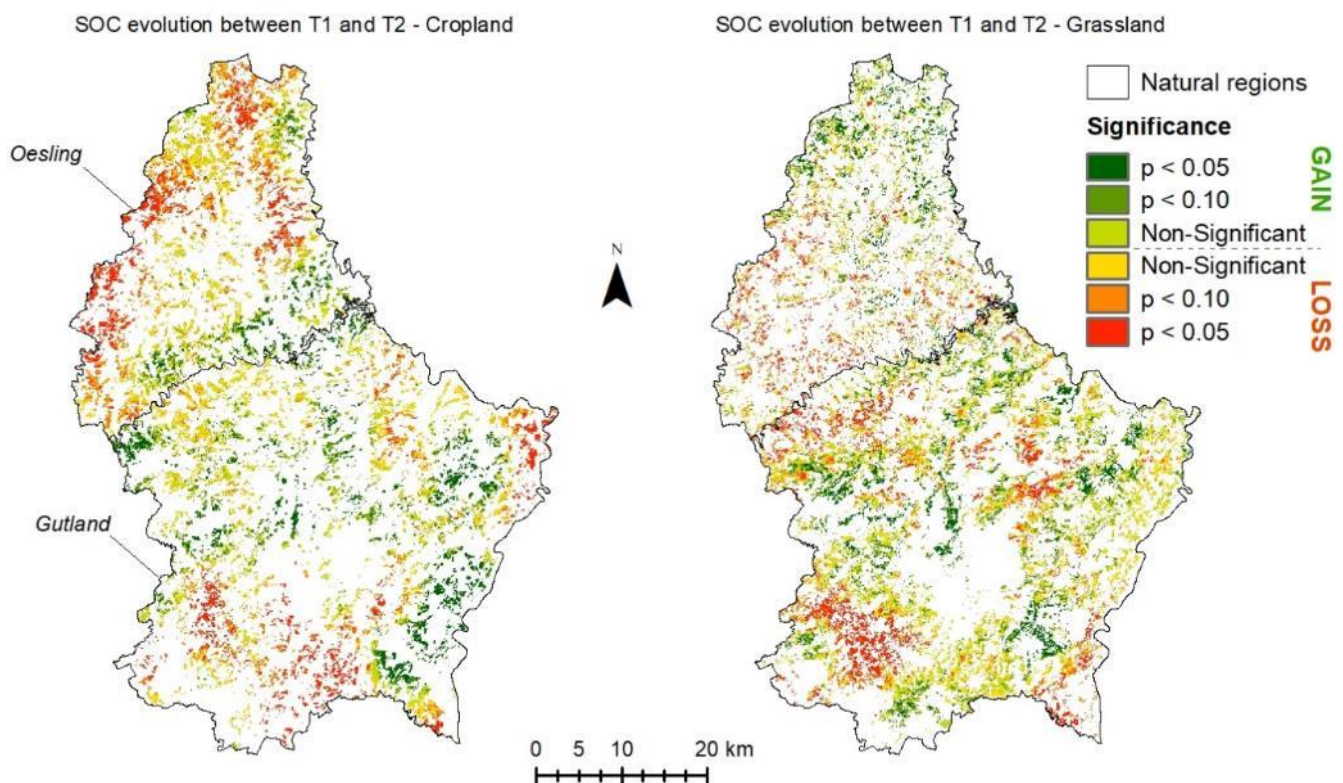 SOC evolution between T1 and T2 - Cropland
SOC evolution between T1 and T2 - Grassland
Oesling
Gutland
N
Natural regions
Significance
p < 0.05
p < 0.10
Non-Significant
Non-Significant
p < 0.10
p < 0.05
GAIN
LOSS
0 5 10 20 km